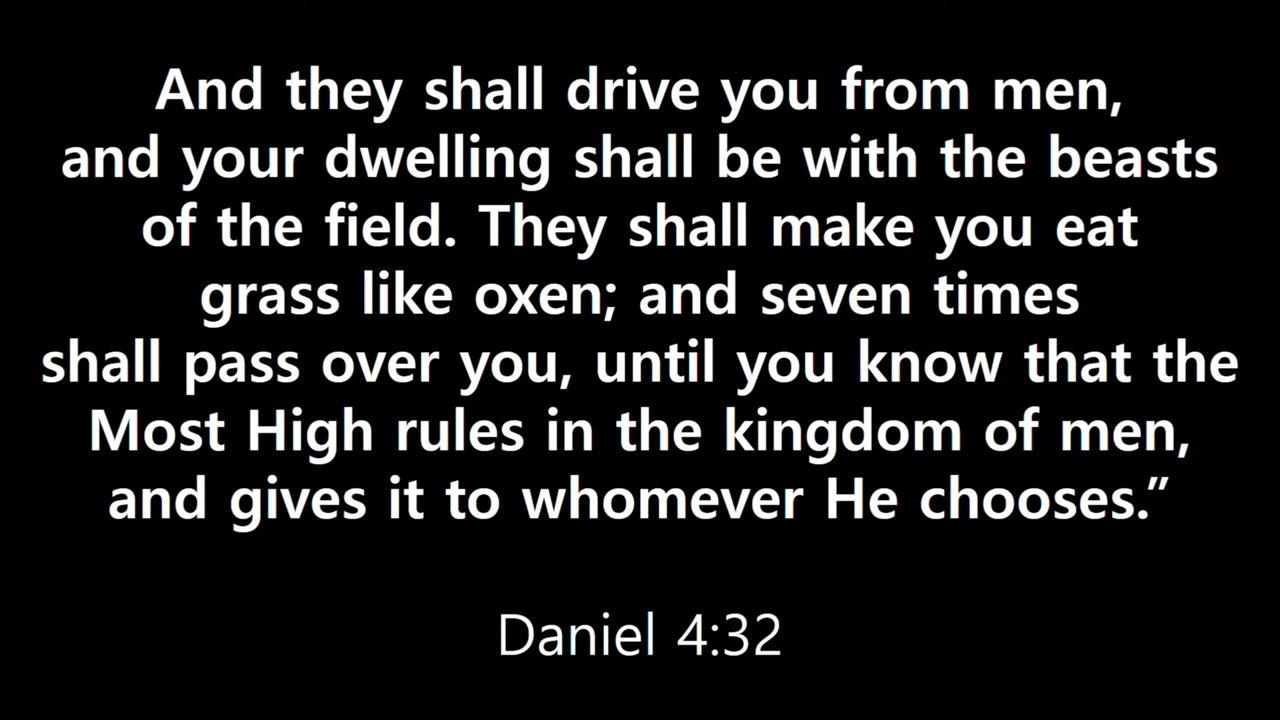 And they shall drive you from men,
and your dwelling shall be with the beasts
of the field. They shall make you eat
grass like oxen; and seven times
shall pass over you, until you know that the
Most High rules in the kingdom of men,
and gives it to whomever He chooses.”
Daniel 4:32